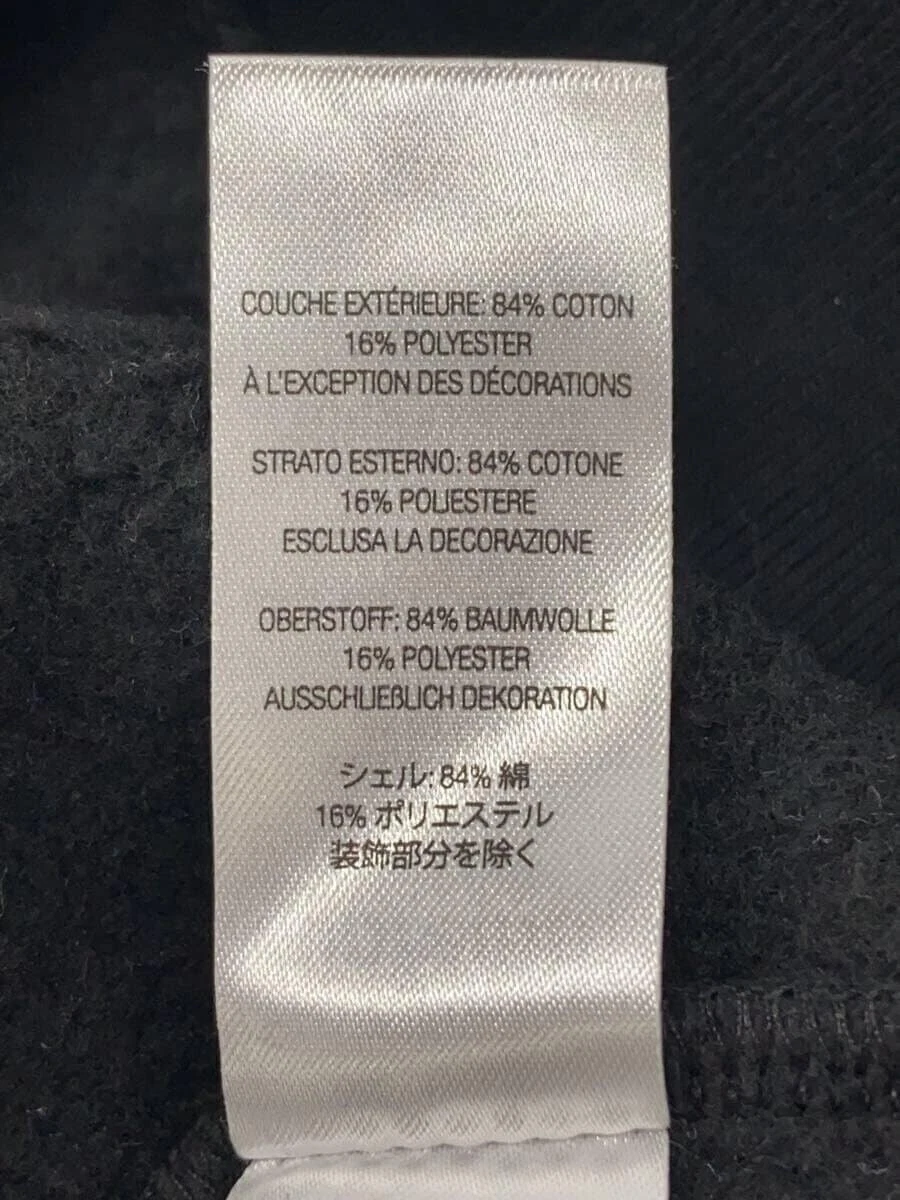 COUCHE EXTÉRIEURE: 84% COTON
16% POLYESTER
À L'EXCEPTION DES DÉCORATIONS
STRATO ESTERNO: 84% COTONE
16% POLIESTERE
ESCLUSA LA DECORAZIONE
OBERSTOFF: 84% BAUMWOLLE
16% POLYESTER
AUSSCHLIEßLICH DEKORATION
シェル: 84% 綿
16% ポリエステル
装飾部分を除く